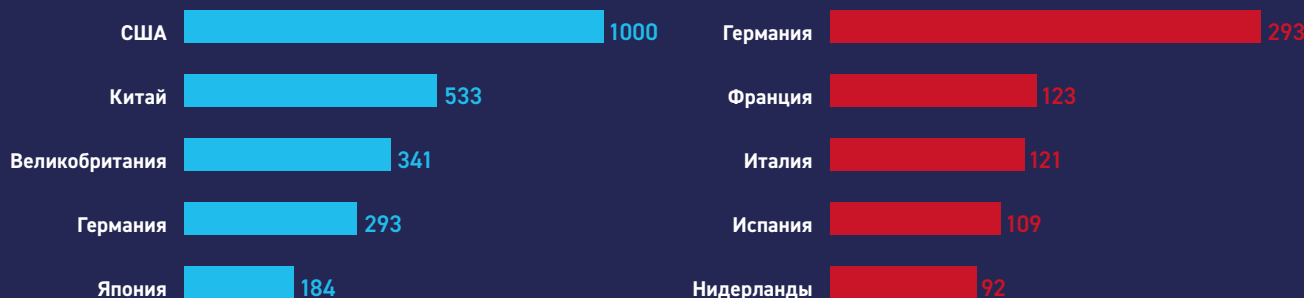 США 1000
Китай 533
Великобритания 341
Германия 293
Япония 184
Германия 293
Франция 123
Италия 121
Испания 109
Нидерланды 92